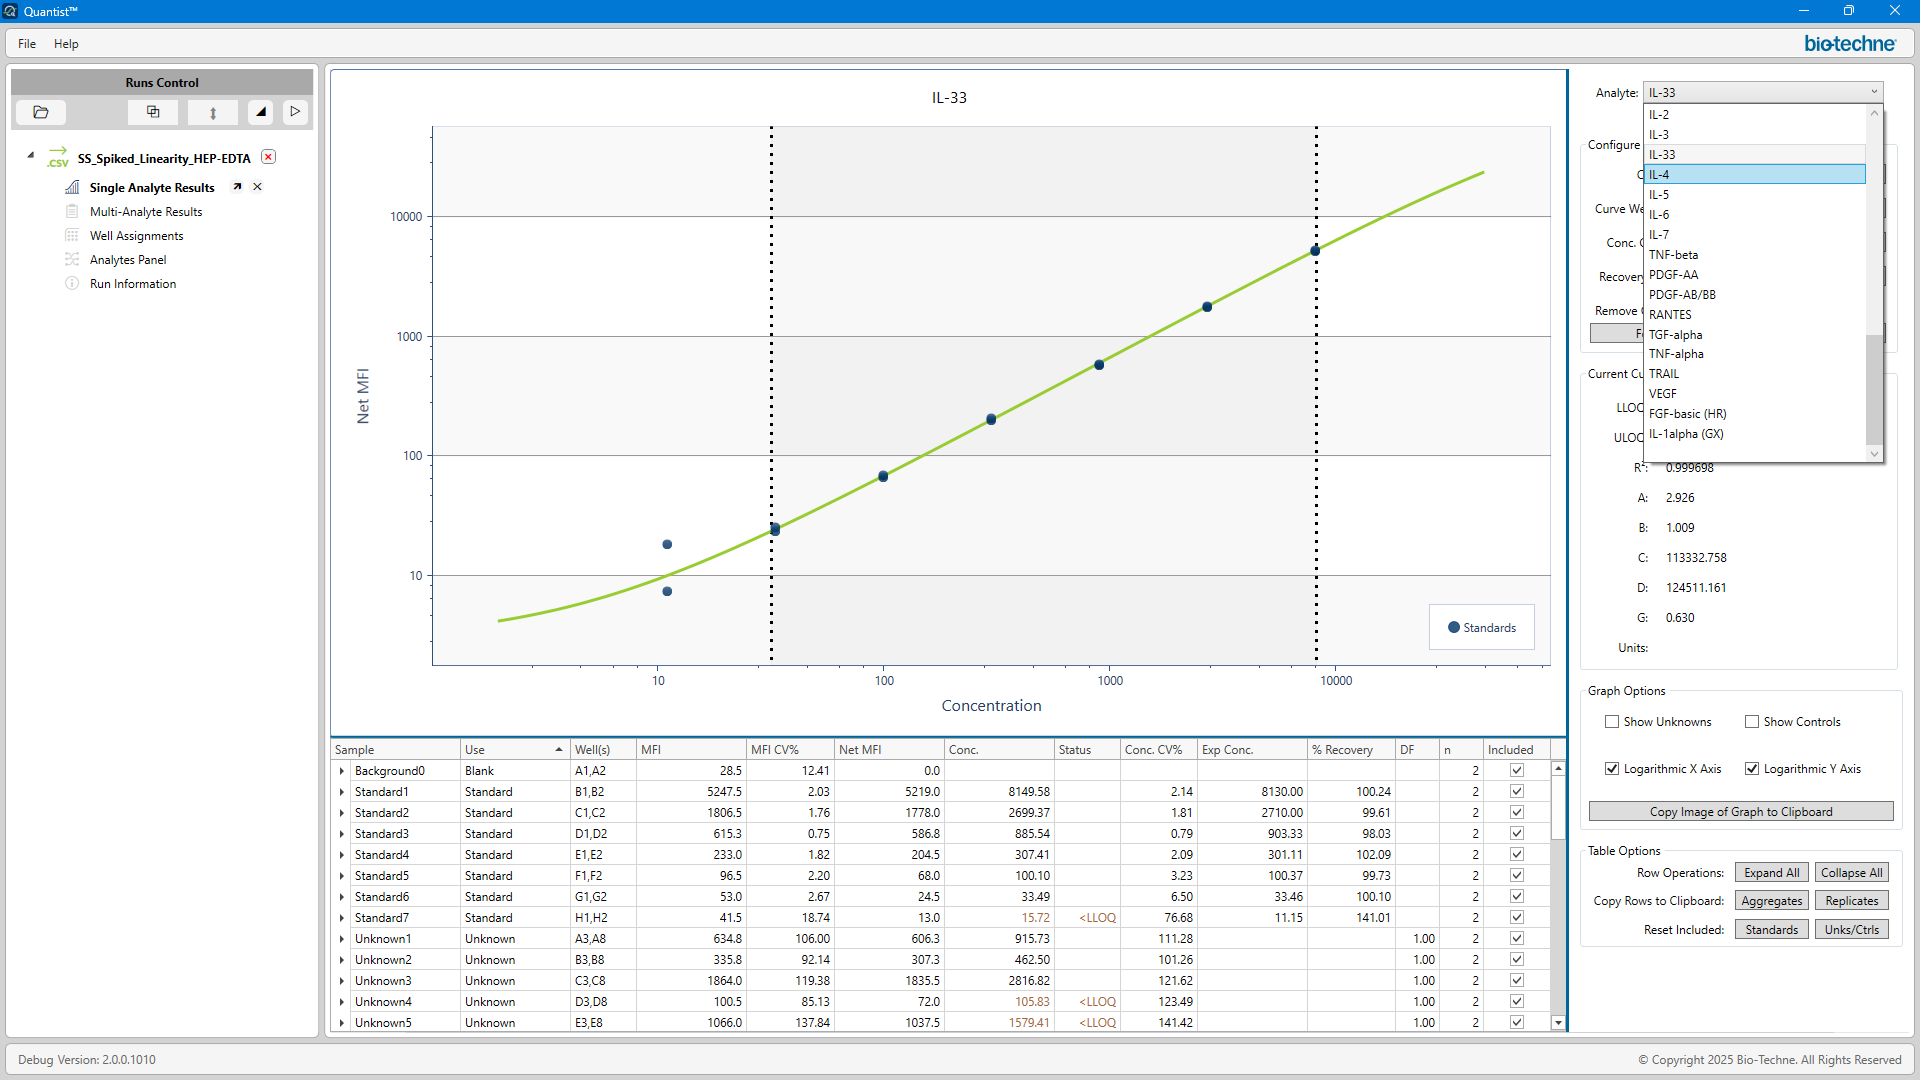 Quantist™
File Help
bio-techne
Runs Control
.CSV SS_Spiked_Linearity_HEP-EDTA
Single Analyte Results
Multi-Analyte Results
Well Assignments
Analytes Panel
Run Information
IL-33
Net MFI
10000
1000
100
10
10 100 1000 10000
Concentration
Standards
Sample Use Well(s) MFI MFI CV% Net MFI Conc. Status Conc. CV% Exp Conc. % Recovery DF n Included
Background0 Blank A1,A2 28.5 12.41 0.0 2
Standard1 Standard B1,B2 5247.5 2.03 5219.0 8149.58 2.14 8130.00 100.24 2
Standard2 Standard C1,C2 1806.5 1.76 1778.0 2699.37 1.81 2710.00 99.61 2
Standard3 Standard D1,D2 615.3 0.75 586.8 885.54 0.79 903.33 98.03 2
Standard4 Standard E1,E2 233.0 1.82 204.5 307.41 2.09 301.11 102.09 2
Standard5 Standard F1,F2 96.5 2.20 68.0 100.10 3.23 100.37 99.73 2
Standard6 Standard G1,G2 53.0 2.67 24.5 33.49 6.50 33.46 100.10 2
Standard7 Standard H1,H2 41.5 18.74 13.0 15.72 <LLOQ 76.68 11.15 141.01 2
Unknown1 Unknown A3,A8 634.8 106.00 606.3 915.73 111.28 1.00 2
Unknown2 Unknown B3,B8 335.8 92.14 307.3 462.50 101.26 1.00 2
Unknown3 Unknown C3,C8 1864.0 119.38 1835.5 2816.82 121.62 1.00 2
Unknown4 Unknown D3,D8 100.5 85.13 72.0 105.83 <LLOQ 123.49 1.00 2
Unknown5 Unknown E3,E8 1066.0 137.84 1037.5 1579.41 <LLOQ 141.42 1.00 2
Analyte: IL-33
IL-2
IL-3
IL-33
IL-4
IL-5
IL-6
IL-7
TNF-beta
PDGF-AA
PDGF-AB/BB
RANTES
TGF-alpha
TNF-alpha
TRAIL
VEGF
FGF-basic (HR)
IL-1alpha (GX)
Configure
Curve We
Conc.
Recovery
Remove
Current Cu
LLOQ
ULOQ
R²: 0.999698
A: 2.926
B: 1.009
C: 113332.758
D: 124511.161
G: 0.630
Units:
Graph Options
Show Unknowns Show Controls
Logarithmic X Axis Logarithmic Y Axis
Copy Image of Graph to Clipboard
Table Options
Row Operations: Expand All Collapse All
Copy Rows to Clipboard: Aggregates Replicates
Reset Included: Standards Unks/Ctrls
Debug Version: 2.0.0.1010
© Copyright 2025 Bio-Techne. All Rights Reserved